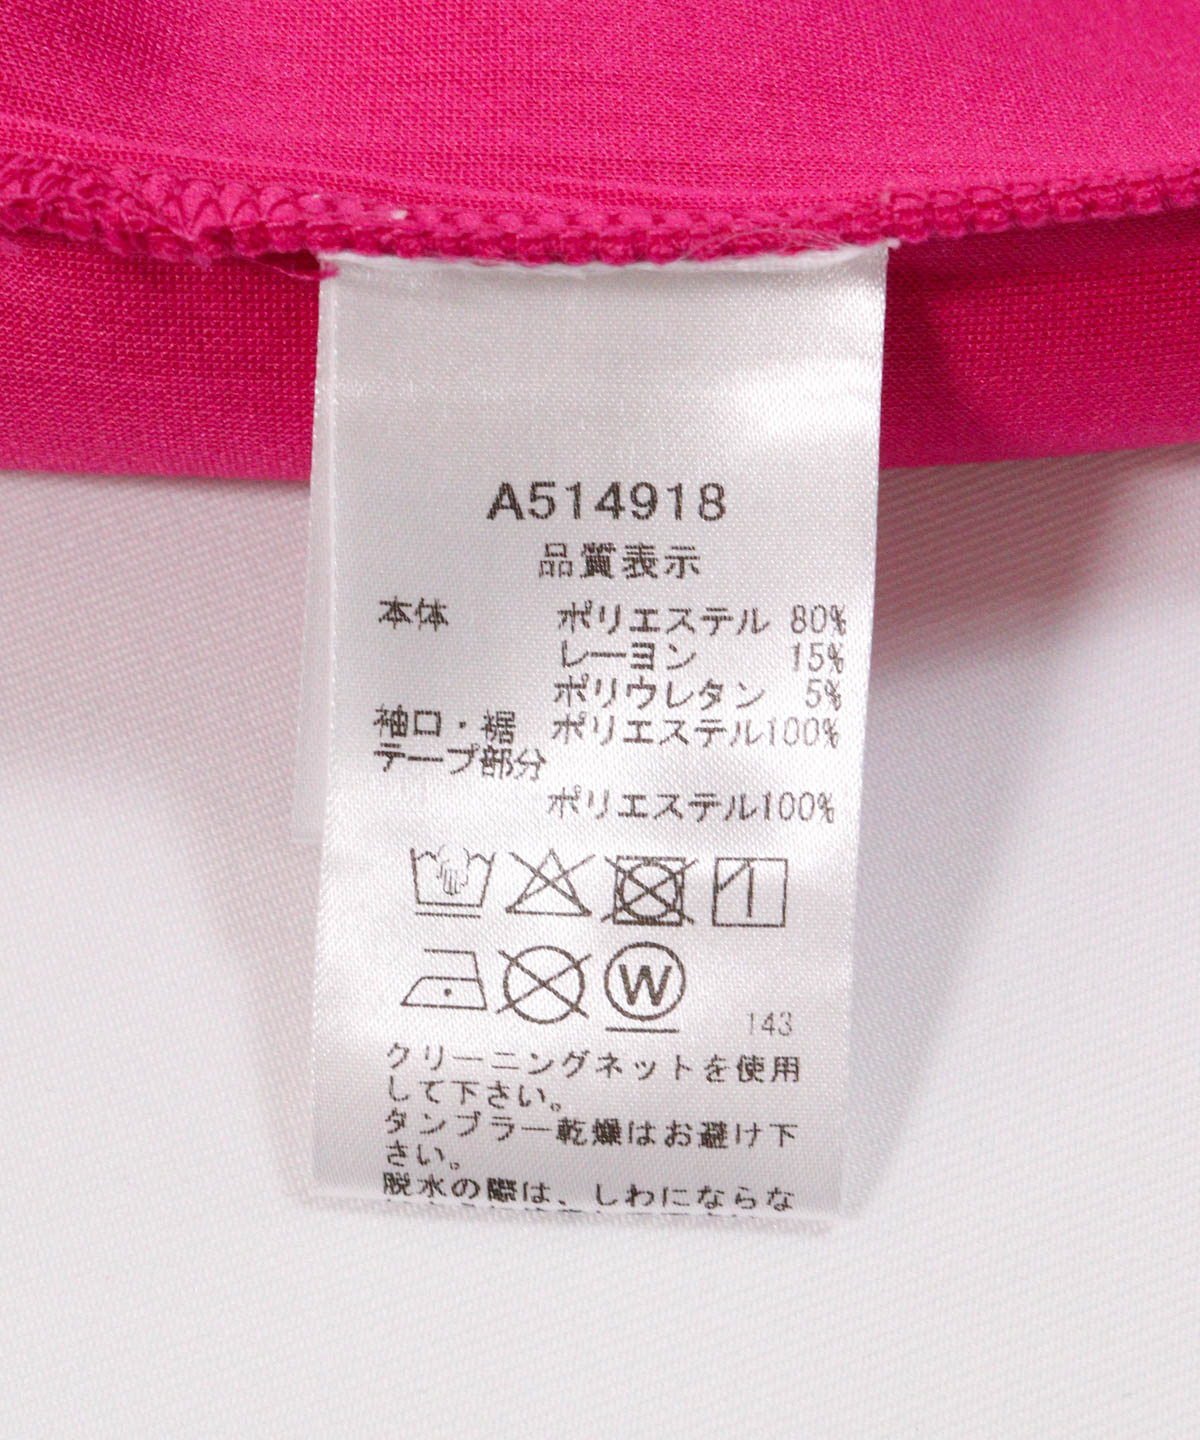 A514918
品質表示
本体 ポリエステル 80%
レーヨン 15%
ポリウレタン 5%
袖口・裾 ポリエステル100%
テープ部分
ポリエステル100%
W
143
クリーニングネットを使用
して下さい。
タンブラー乾燥はお避け下
さい。
脱水の際は、しわにならな